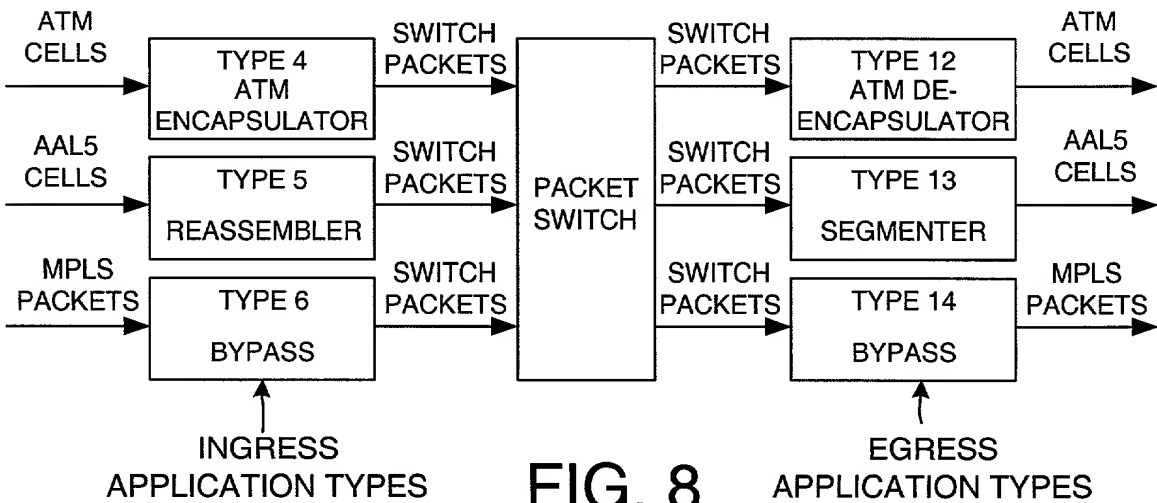 ATM
CELLS
TYPE 4
ATM
ENCAPSULATOR
SWITCH
PACKETS
AAL5
CELLS
TYPE 5
REASSEMBLER
SWITCH
PACKETS
MPLS
PACKETS
TYPE 6
BYPASS
SWITCH
PACKETS
PACKET
SWITCH
SWITCH
PACKETS
TYPE 12
ATM DE-
ENCAPSULATOR
ATM
CELLS
SWITCH
PACKETS
TYPE 13
SEGMENTER
AAL5
CELLS
SWITCH
PACKETS
TYPE 14
BYPASS
MPLS
PACKETS
INGRESS
APPLICATION TYPES
FIG. 8
EGRESS
APPLICATION TYPES